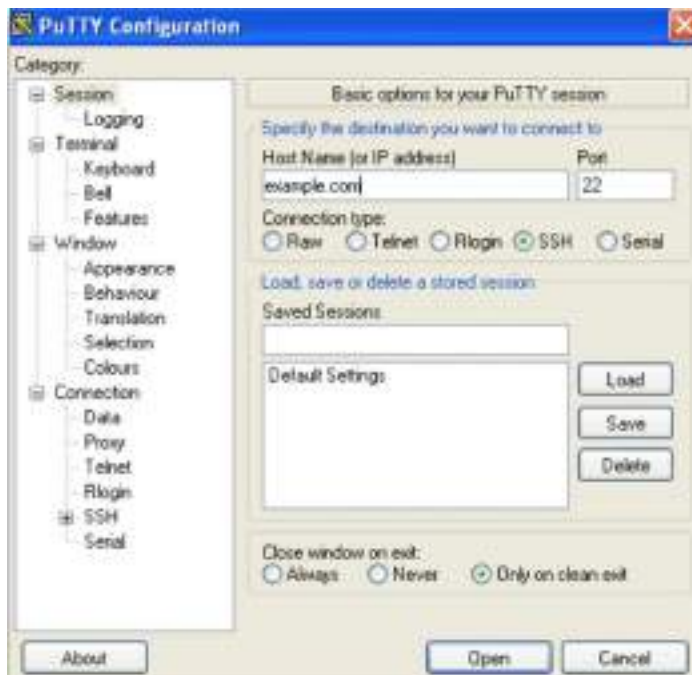 PuTTY Configuration
Category:
Session
Logging
Terminal
Keyboard
Bell
Features
Window
Appearance
Behaviour
Translation
Selection
Colours
Connection
Data
Proxy
Telnet
Rlogin
SSH
Serial
Basic options for your PuTTY session
Specify the destination you want to connect to
Host Name (or IP address) Port
example.com 22
Connection type:
Raw Telnet Rlogin SSH Serial
Load, save or delete a stored session
Saved Sessions
Default Settings
Load
Save
Delete
Close window on exit:
Always Never Only on clean exit
About Open Cancel